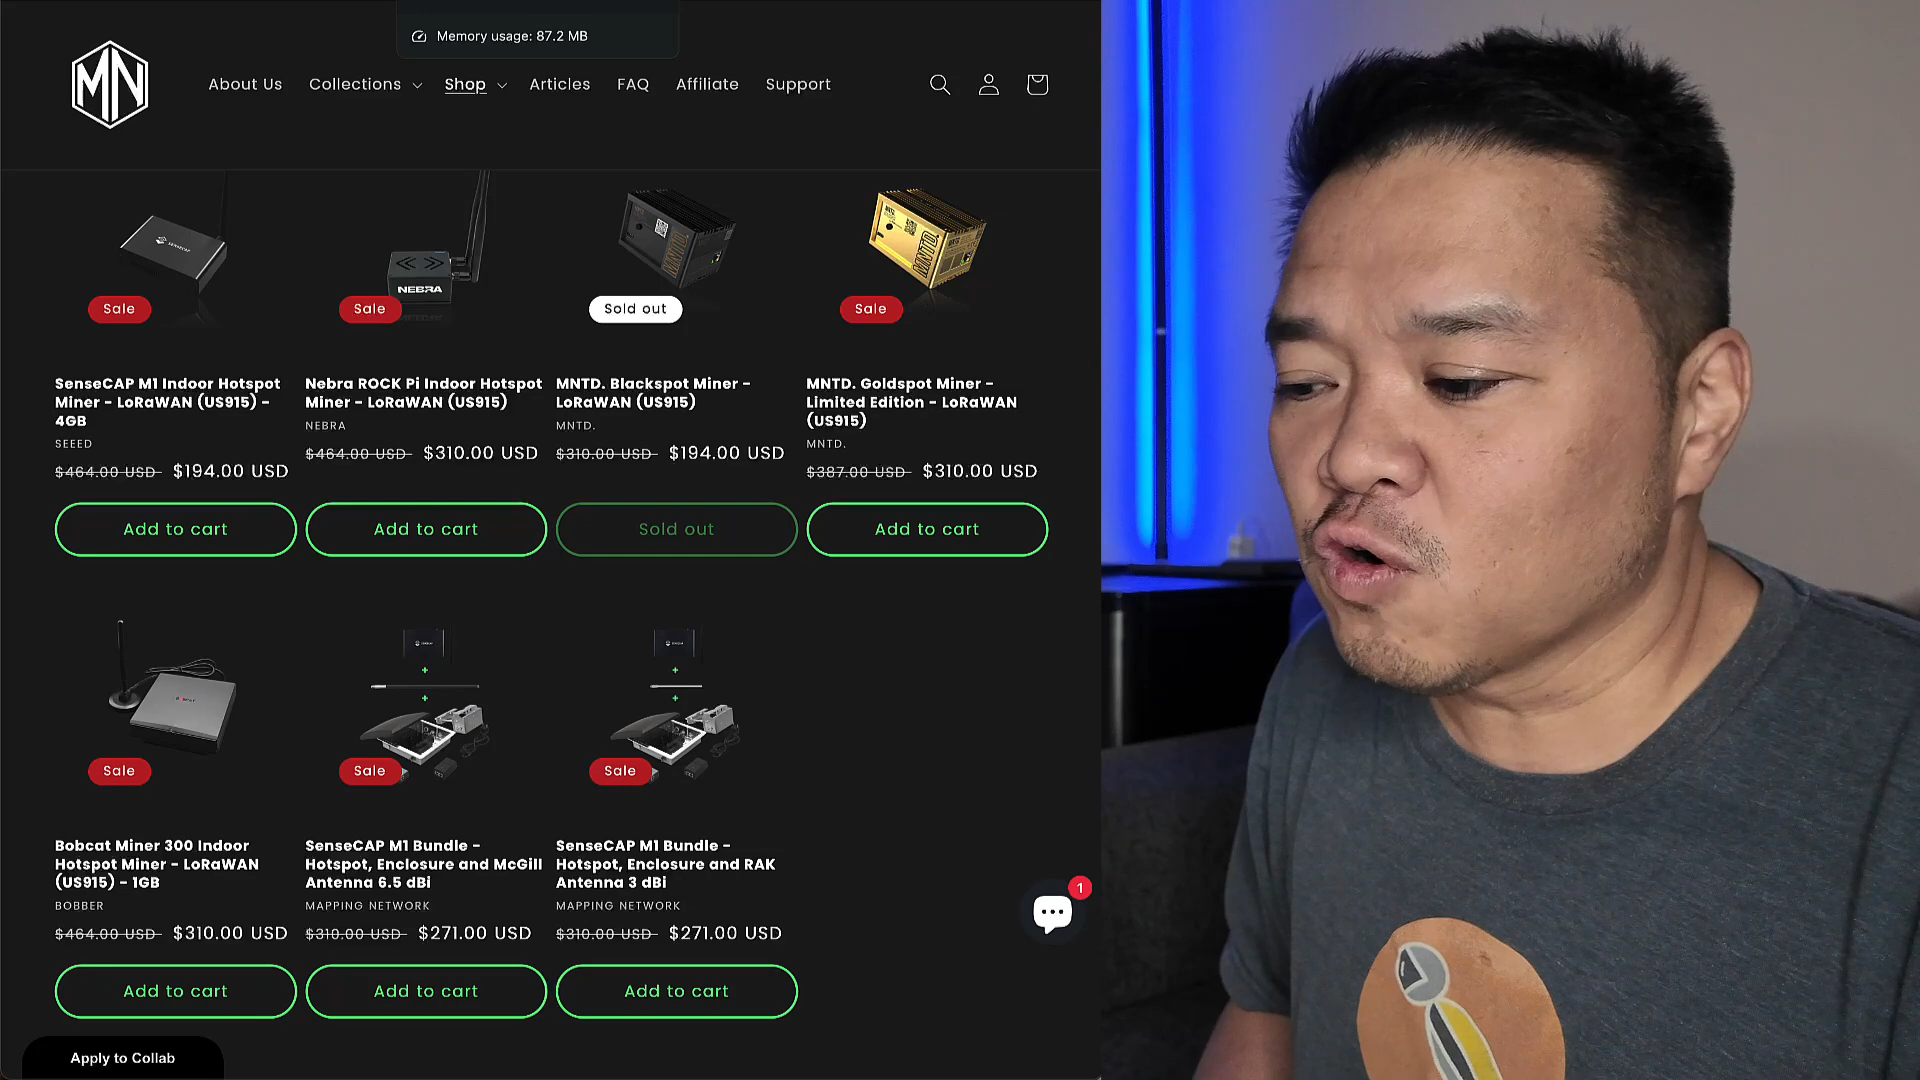 Memory usage: 87.2 MB
MN
About Us Collections Shop Articles FAQ Affiliate Support
SENSECAP
NEBRA
MNTD.
MNTD.
Sale Sale Sold out Sale
SenseCAP M1 Indoor Hotspot
Miner - LoRaWAN (US915) -
4GB
SEEED
$464.00 USD $194.00 USD
Add to cart
Nebra ROCK Pi Indoor Hotspot
Miner - LoRaWAN (US915)
NEBRA
$464.00 USD $310.00 USD
Add to cart
MNTD. Blackspot Miner -
LoRaWAN (US915)
MNTD.
$310.00 USD $194.00 USD
Sold out
MNTD. Goldspot Miner -
Limited Edition - LoRaWAN
(US915)
MNTD.
$387.00 USD $310.00 USD
Add to cart
Sale Sale Sale
Bobcat Miner 300 Indoor
Hotspot Miner - LoRaWAN
(US915) - 1GB
BOBBER
$464.00 USD $310.00 USD
Add to cart
SenseCAP M1 Bundle -
Hotspot, Enclosure and McGill
Antenna 6.5 dBi
MAPPING NETWORK
$310.00 USD $271.00 USD
Add to cart
SenseCAP M1 Bundle -
Hotspot, Enclosure and RAK
Antenna 3 dBi
MAPPING NETWORK
$310.00 USD $271.00 USD
Add to cart
1
Apply to Collab